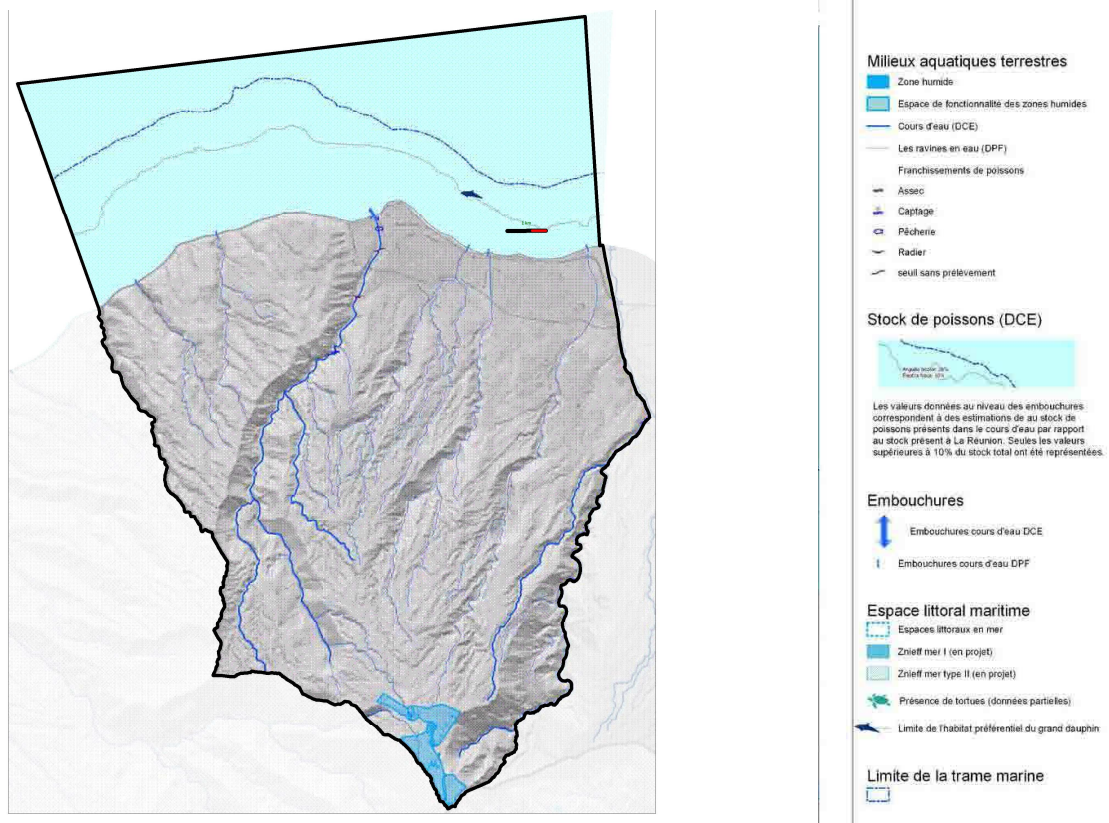 Milieux aquatiques terrestres
Zone humide
Espace de fonctionnalité des zones humides
Cours d'eau (DCE)
Les ravines en eau (DPF)
Franchissements de poissons
Assec
Captage
Pêcherie
Radier
seuil sans prélèvement
Stock de poissons (DCE)
Les valeurs données au niveau des embouchures
correspondent à des estimations de au stock de
poissons présents dans le cours d'eau par rapport
au stock présent à La Réunion. Seules les valeurs
supérieures à 10% du stock total ont été représentées.
Embouchures
Embouchures cours d'eau DCE
Embouchures cours d'eau DPF
Espace littoral maritime
Espaces littoraux en mer
Znieff mer I (en projet)
Znieff mer type II (en projet)
Présence de tortues (données partielles)
Limite de l'habitat préférentiel du grand dauphin
Limite de la trame marine